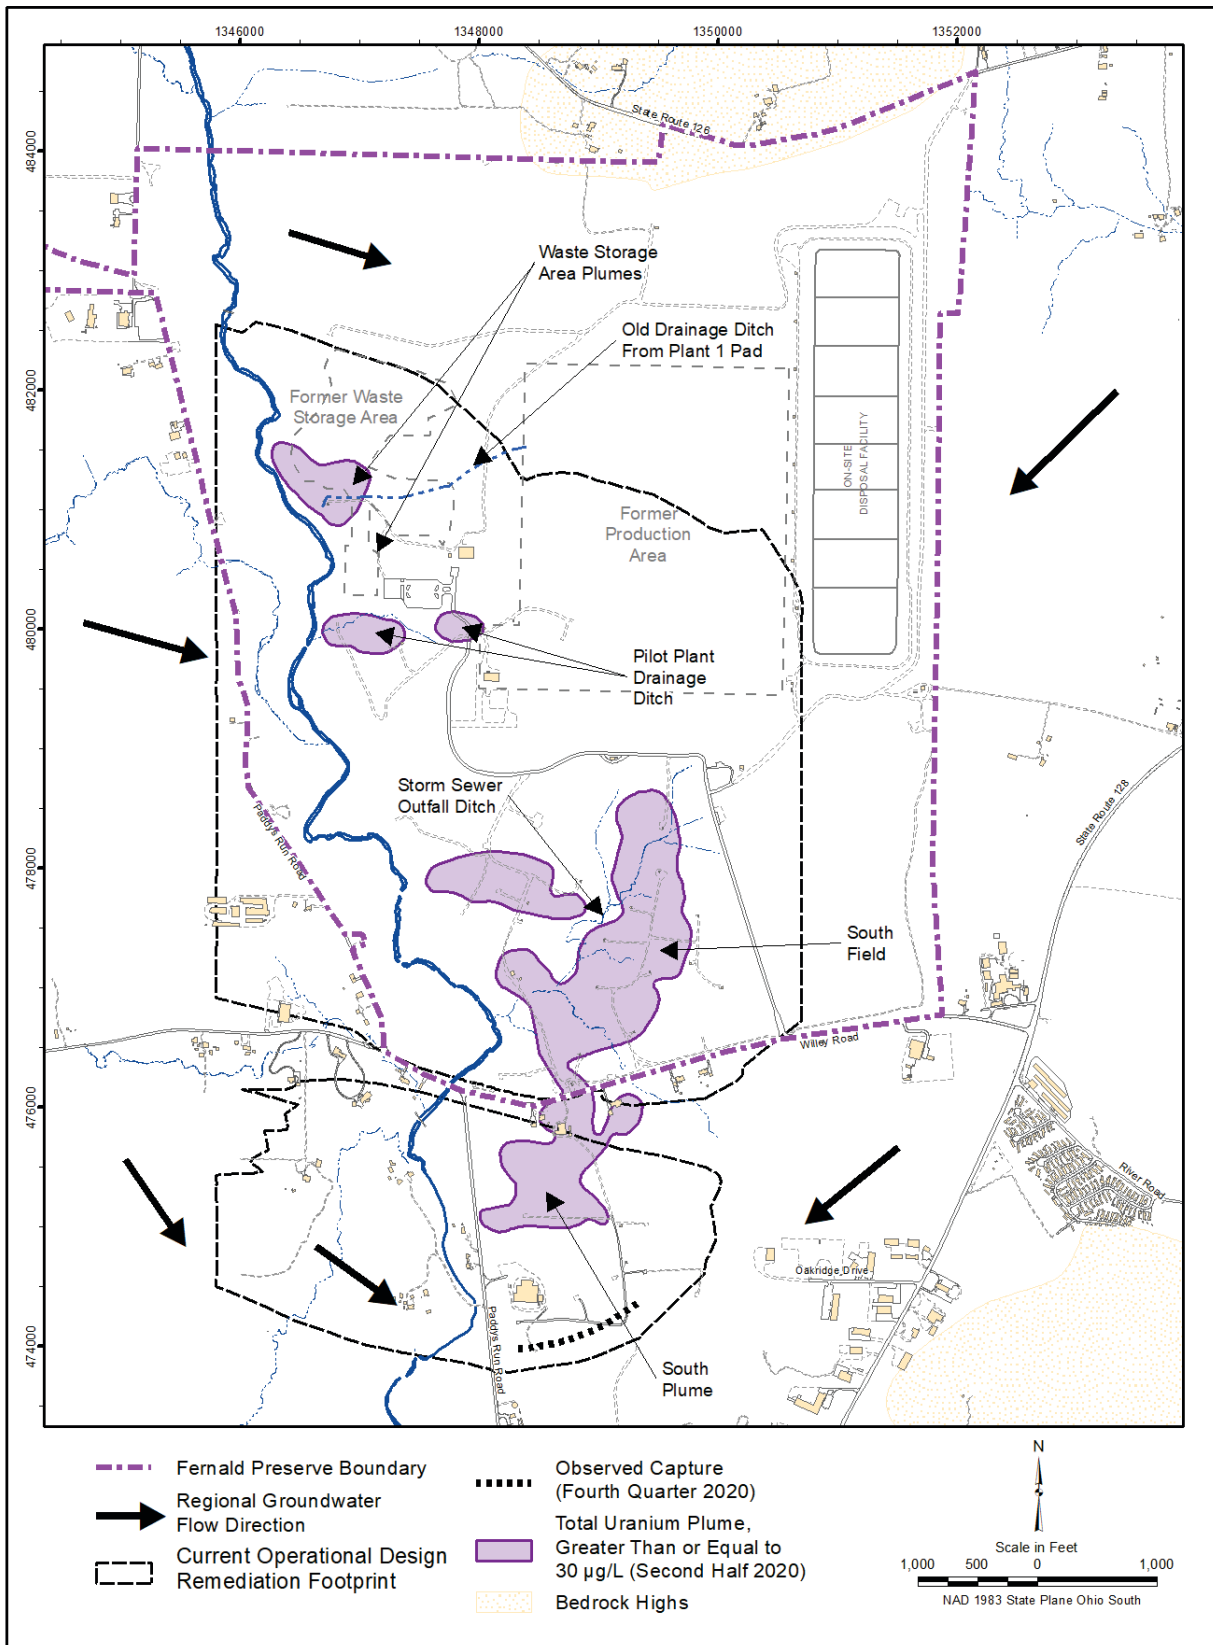 1346000
1348000
1350000
1352000
484000
482000
480000
478000
476000
474000
State Route 126
Waste Storage
Area Plumes
Old Drainage Ditch
From Plant 1 Pad
Former Waste
Storage Area
ON-SITE
DISPOSAL FACILITY
Former
Production
Area
Pilot Plant
Drainage
Ditch
Storm Sewer
Outfall Ditch
State Route 128
Paddys Run Road
South
Field
Willey Road
River Road
Oakridge Drive
Paddys Run Road
South
Plume
Fernald Preserve Boundary
Regional Groundwater
Flow Direction
Current Operational Design
Remediation Footprint
Observed Capture
(Fourth Quarter 2020)
Total Uranium Plume,
Greater Than or Equal to
30 µg/L (Second Half 2020)
Bedrock Highs
N
Scale in Feet
1,000 500 0 1,000
NAD 1983 State Plane Ohio South